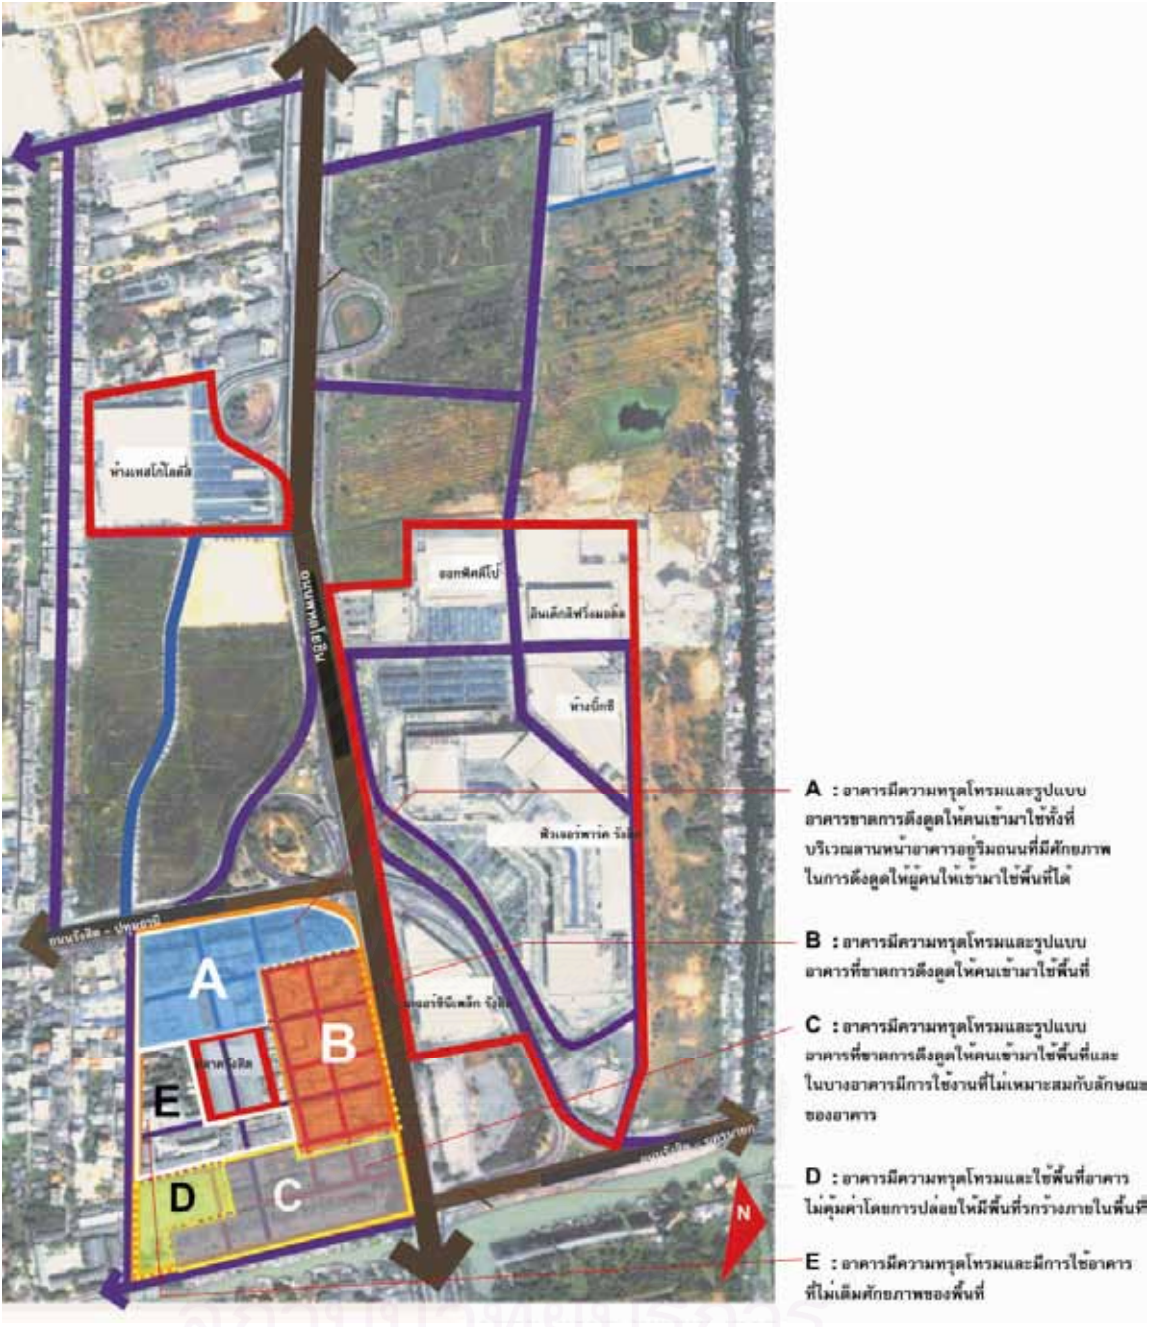 ห้างเทสโก้โลตัส
ถนนพหลโยธิน
ออฟฟิศดีโป้
อินเด็กลิฟวิ่งมอล์ล
ห้างบิ๊กซี
ฟิวเจอร์พาร์ค รังสิต
ถนนรังสิต - ปทุมธานี
A
B
ตลาดรังสิต
E
D
C
ถนนรังสิต - นครนายก
N
A : อาคารมีความทรุดโทรมและรูปแบบ
อาคารขาดการดึงดูดให้คนเข้ามาใช้ทั้งที่
บริเวณลานหน้าอาคารอยู่ริมถนนที่มีศักยภาพ
ในการดึงดูดให้ผู้คนให้เข้ามาใช้พื้นที่ได้
B : อาคารมีความทรุดโทรมและรูปแบบ
อาคารที่ขาดการดึงดูดให้คนเข้ามาใช้พื้นที่
C : อาคารมีความทรุดโทรมและรูปแบบ
อาคารที่ขาดการดึงดูดให้คนเข้ามาใช้พื้นที่และ
ในบางอาคารมีการใช้งานที่ไม่เหมาะสมกับลักษณะ
ของอาคาร
D : อาคารมีความทรุดโทรมและใช้พื้นที่อาคาร
ไม่คุ้มค่าโดยการปล่อยให้มีพื้นที่รกร้างภายในพื้นที่
E : อาคารมีความทรุดโทรมและมีการใช้อาคาร
ที่ไม่เต็มศักยภาพของพื้นที่